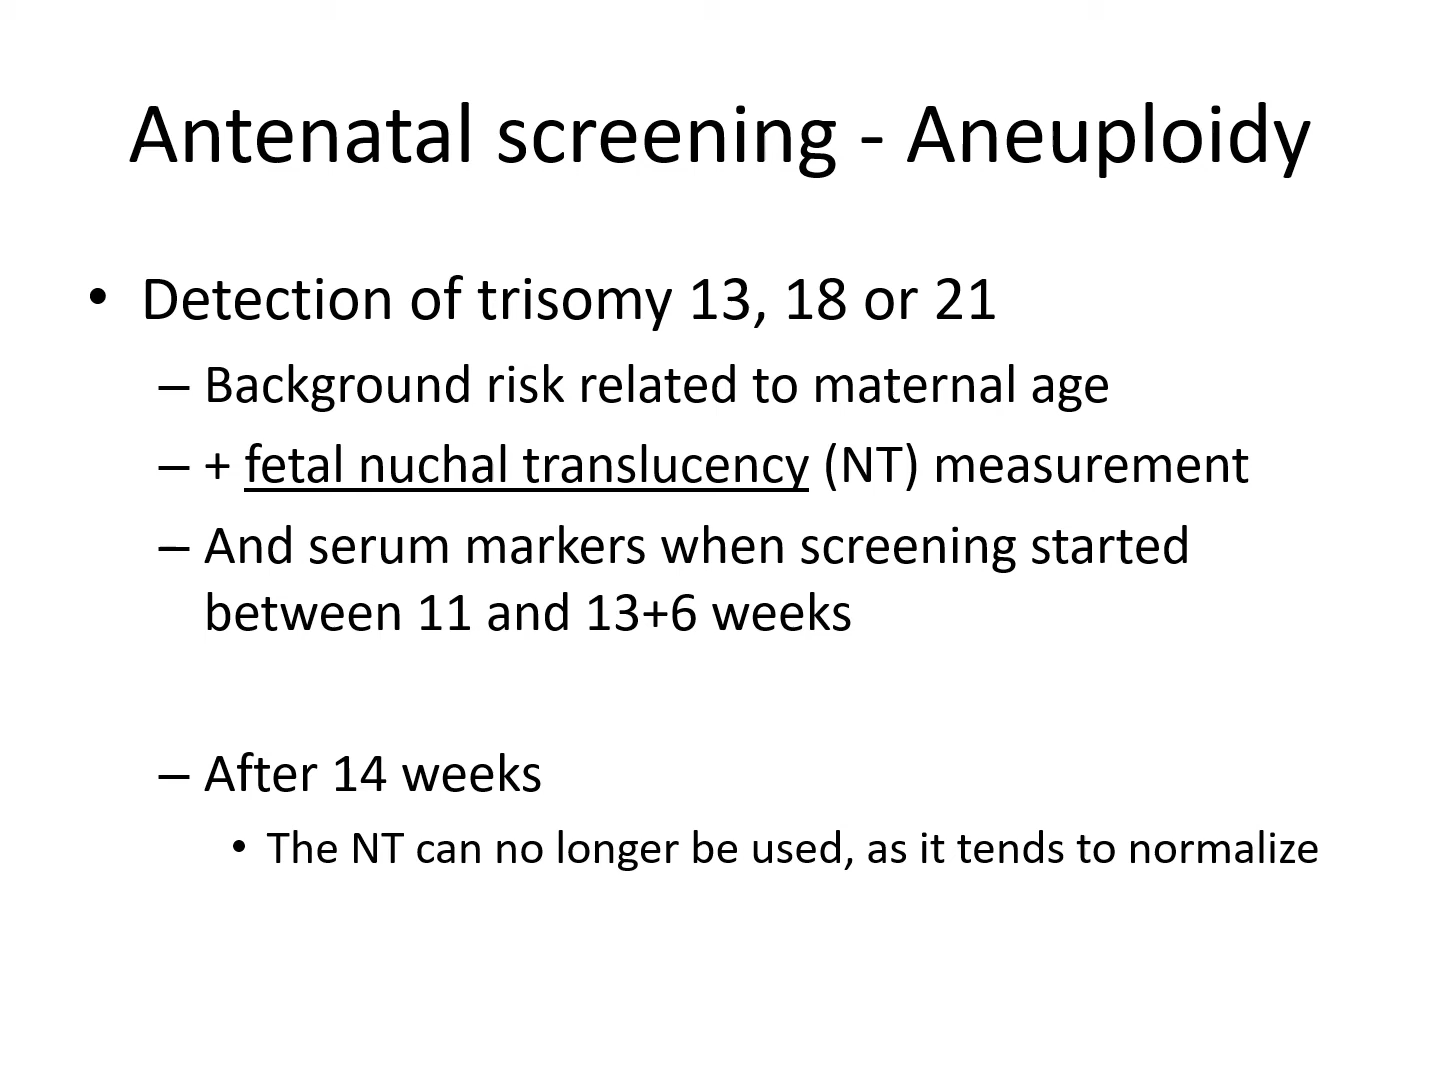 Antenatal screening - Aneuploidy
• Detection of trisomy 13, 18 or 21
– Background risk related to maternal age
– + fetal nuchal translucency (NT) measurement
– And serum markers when screening started
between 11 and 13+6 weeks
– After 14 weeks
• The NT can no longer be used, as it tends to normalize